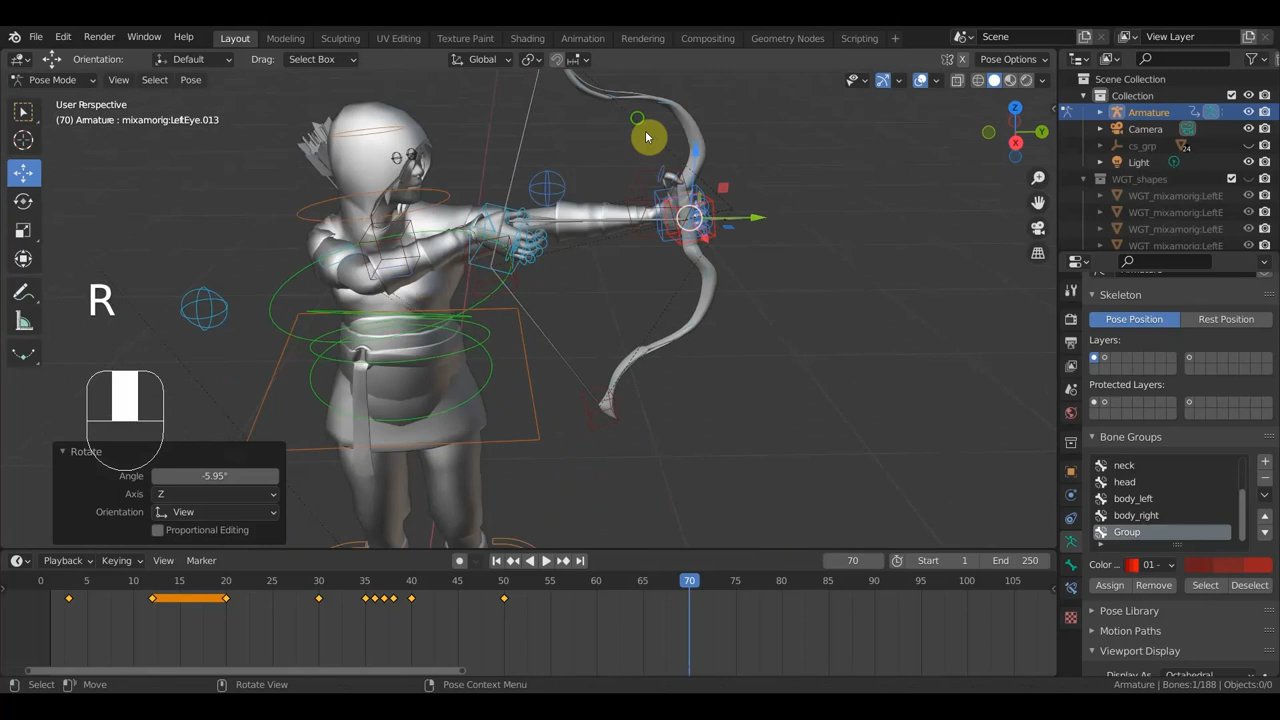 File Edit Render Window Help Layout Modeling Sculpting UV Editing Texture Paint Shading Animation Rendering Compositing Geometry Nodes Scripting + Scene View Layer
Orientation: Default Drag: Select Box Global Pose Options
Pose Mode View Select Pose
User Perspective
(70) Armature : mixamorig:LeftEye.013
Z
Y
X
R
Rotate
Angle -5.95°
Axis Z
Orientation View
Proportional Editing
Scene Collection
Collection
Armature
Camera
cs_grp 24
Light
WGT_shapes
WGT_mixamorig:LeftE
WGT_mixamorig:LeftE
WGT_mixamorig:LeftE
WGT_mixamorig:LeftE
Skeleton
Pose Position Rest Position
Layers:
Protected Layers:
Bone Groups
neck
head
body_left
body_right
Group
Color ... 01 -
Assign Remove Select Deselect
Pose Library
Motion Paths
Viewport Display
Display As Octahedral
Playback Keying View Marker 70 Start 1 End 250
0 5 10 15 20 25 30 35 40 45 50 55 60 65 70 75 80 85 90 95 100 105
Select Move Rotate View Pose Context Menu Armature | Bones:1/188 | Objects:0/0